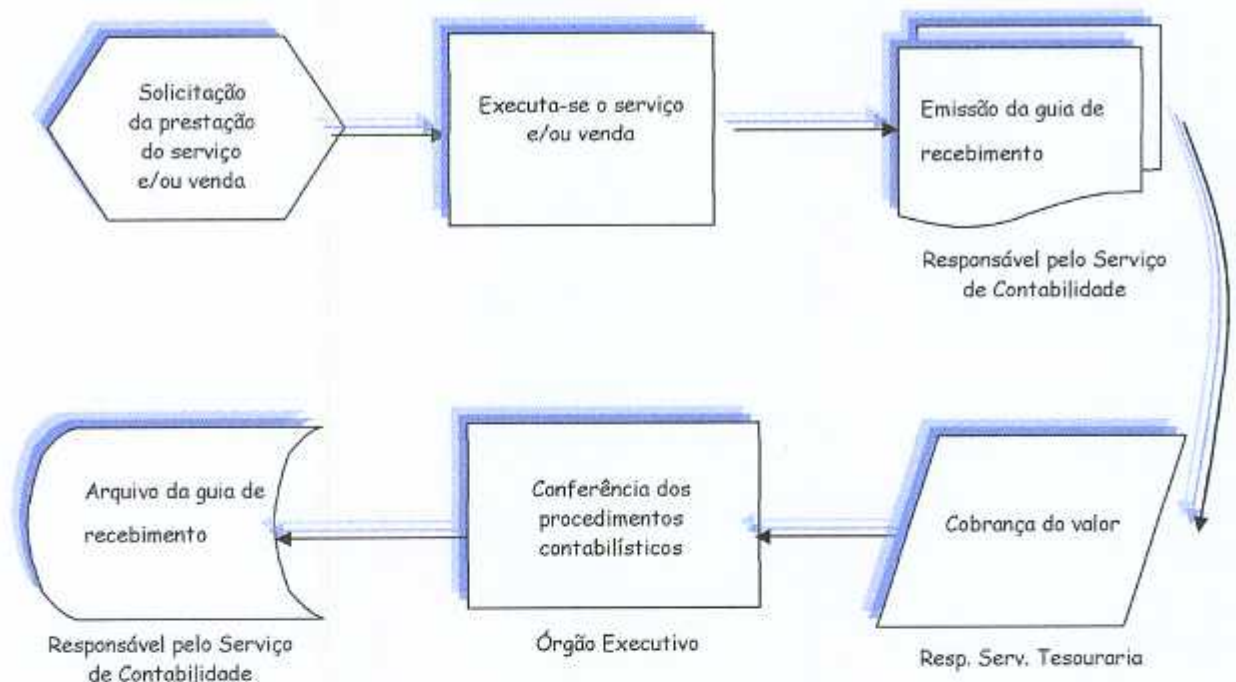 Solicitação
da prestação
do serviço
e/ou venda
Executa-se o serviço
e/ou venda
Emissão da guia de
recebimento
Responsável pelo Serviço
de Contabilidade
Cobrança do valor
Resp. Serv. Tesouraria
Conferência dos
procedimentos
contabilísticos
Órgão Executivo
Arquivo da guia de
recebimento
Responsável pelo Serviço
de Contabilidade